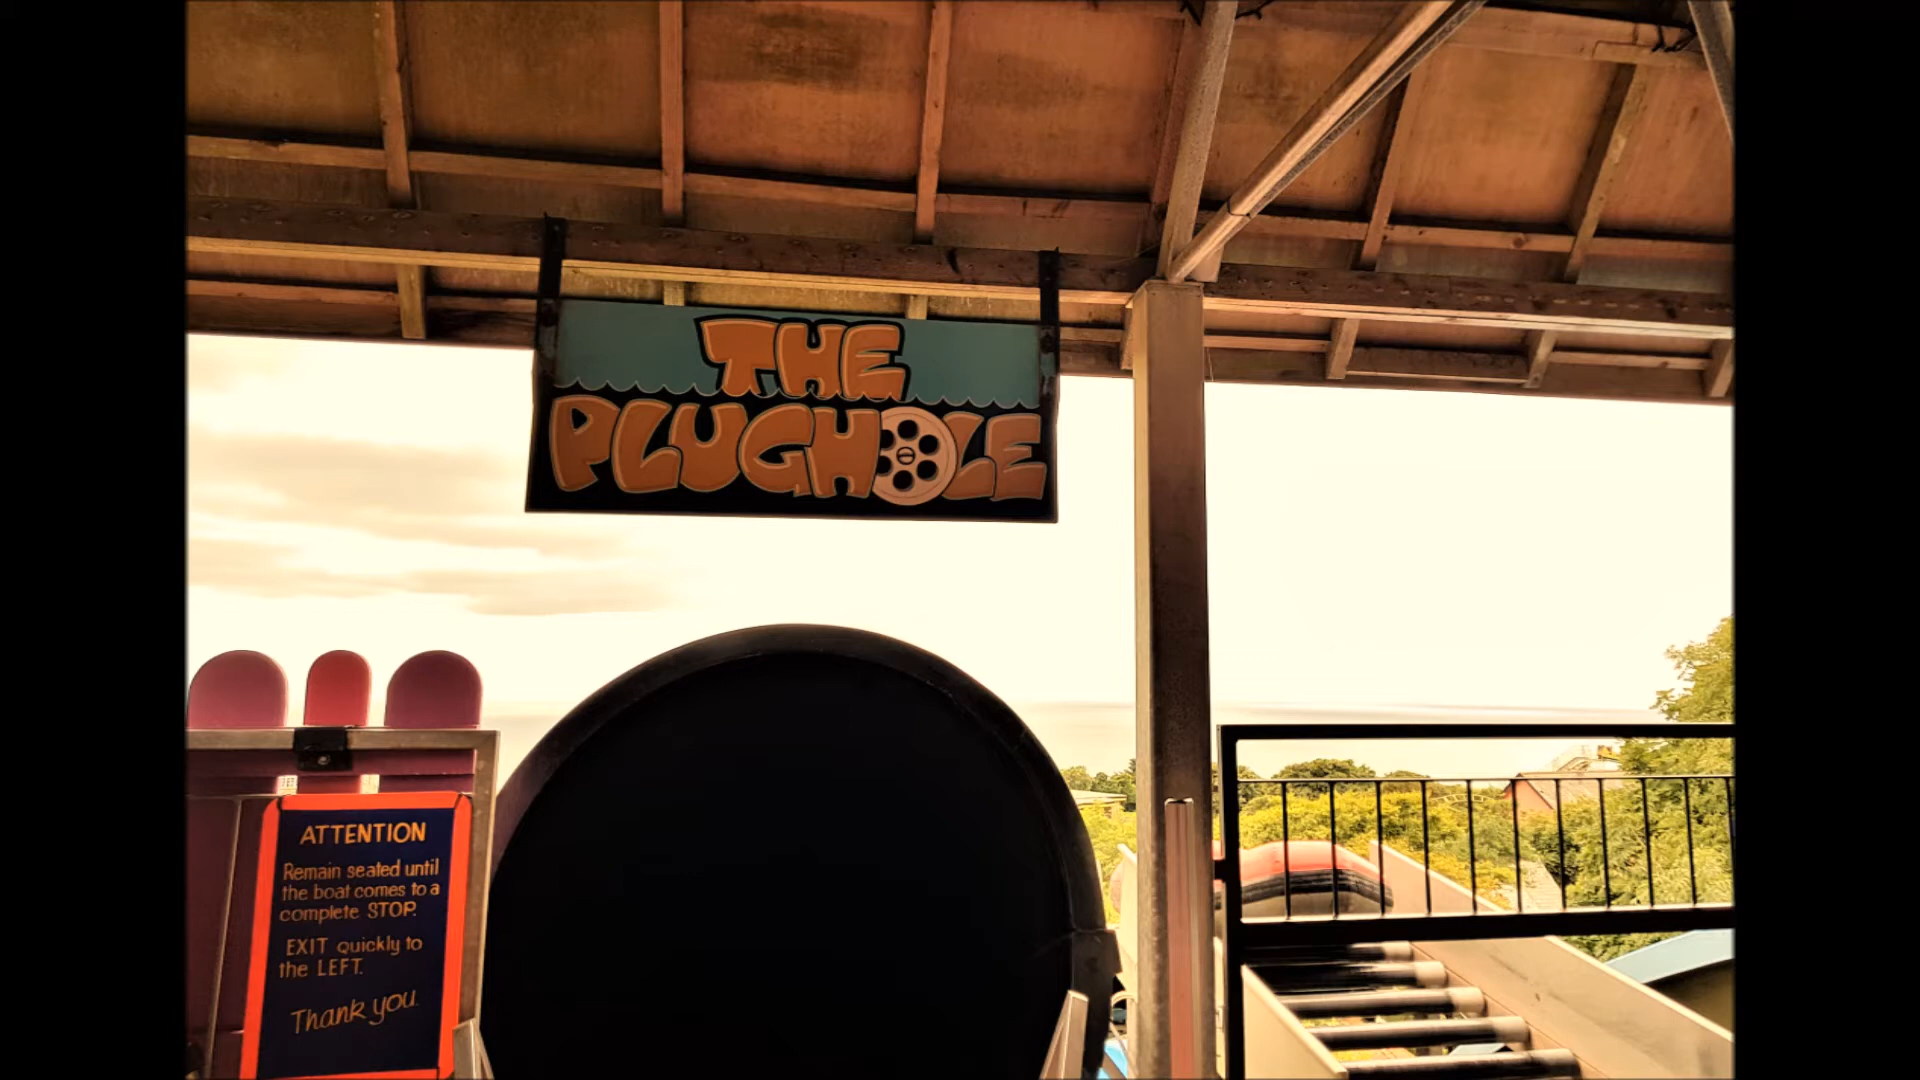 THE
PLUGHOLE
ATTENTION
Remain seated until
the boat comes to a
complete STOP.
EXIT quickly to
the LEFT.
Thank you.